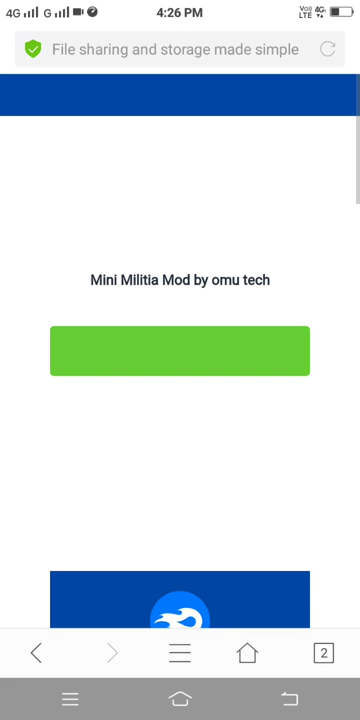 4G G 4:26 PM Vo)) LTE 4G
File sharing and storage made simple
Mini Militia Mod by omu tech
2